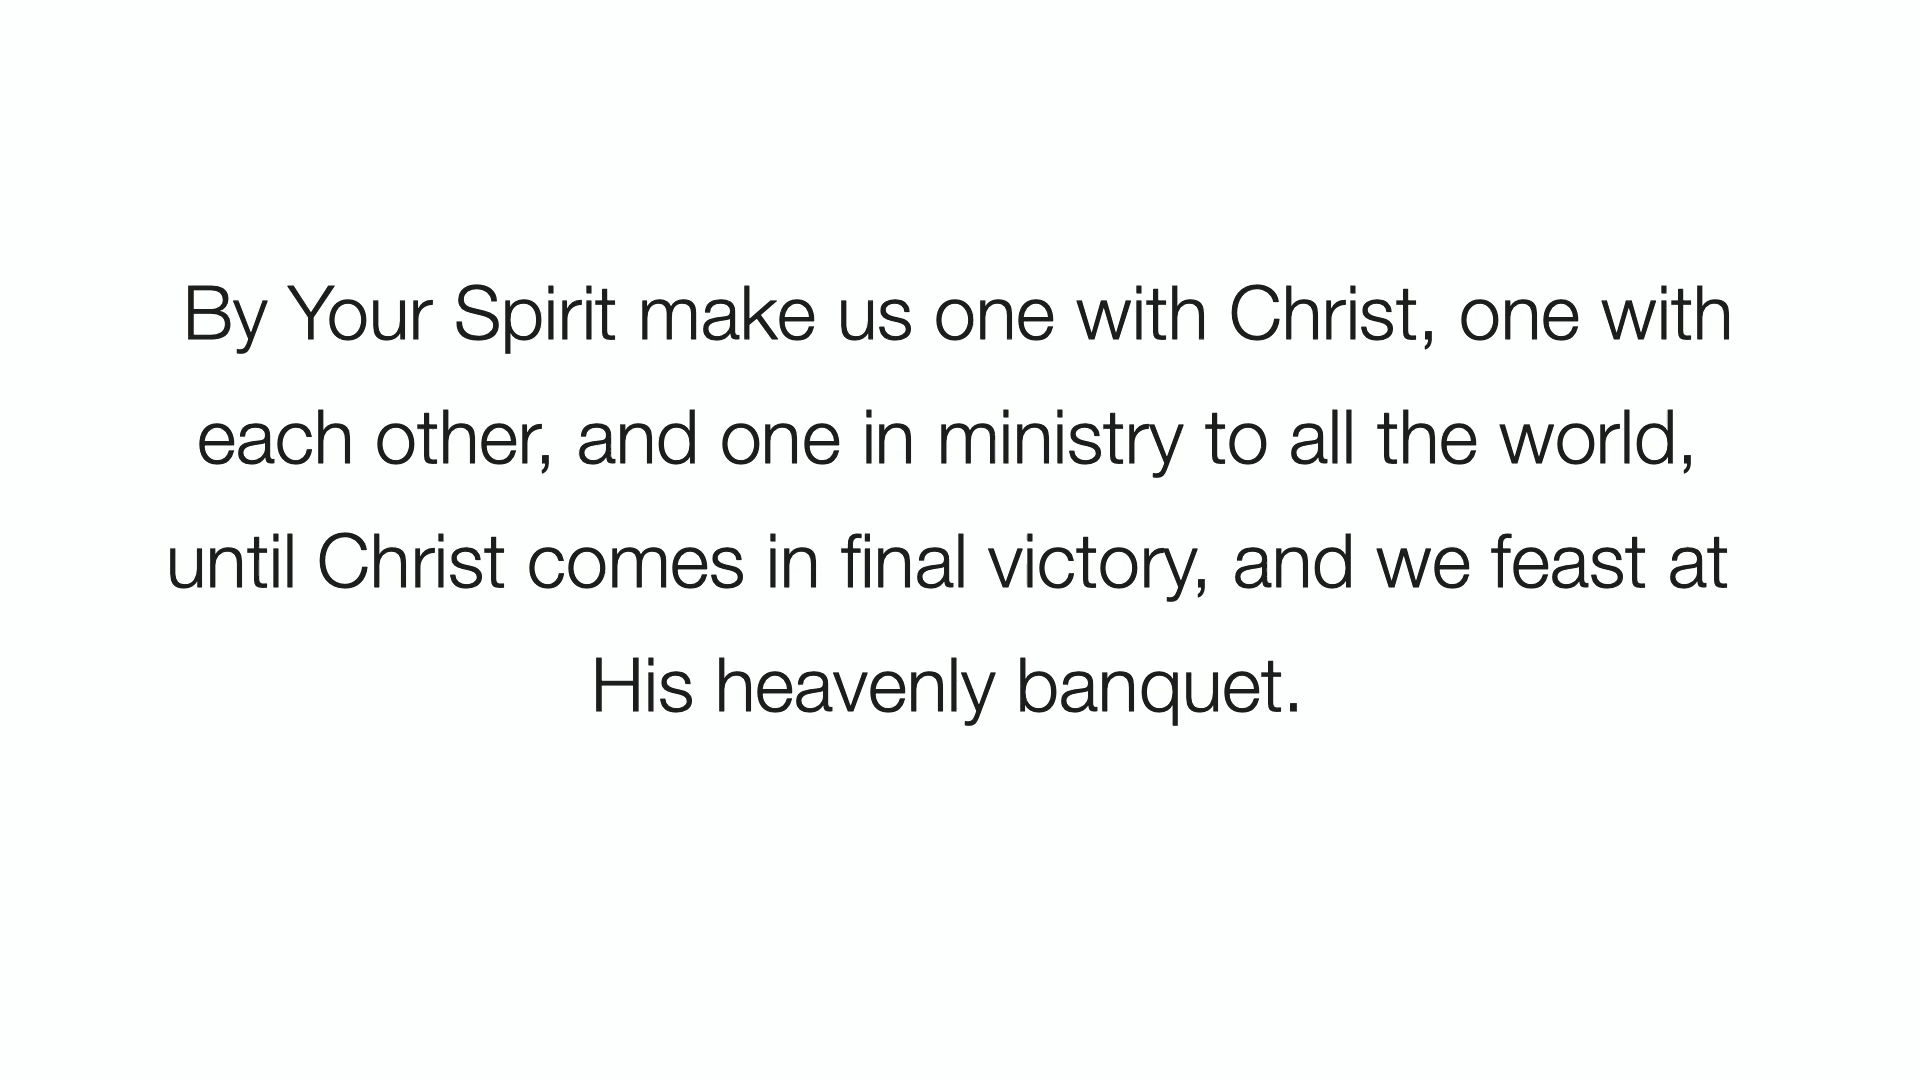 By Your Spirit make us one with Christ, one with
each other, and one in ministry to all the world,
until Christ comes in final victory, and we feast at
His heavenly banquet.